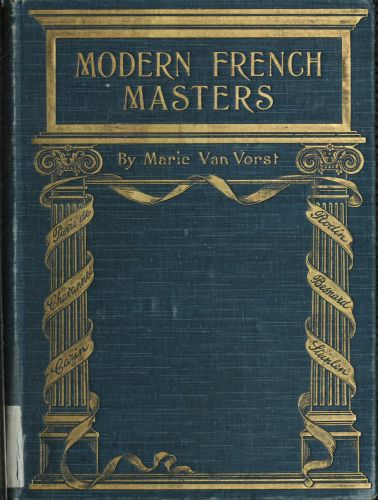 MODERN FRENCH
MASTERS
By Marie Van Vorst
Puvis de
Chavannes
Cazin
Rodin
Besnard
Steinlen